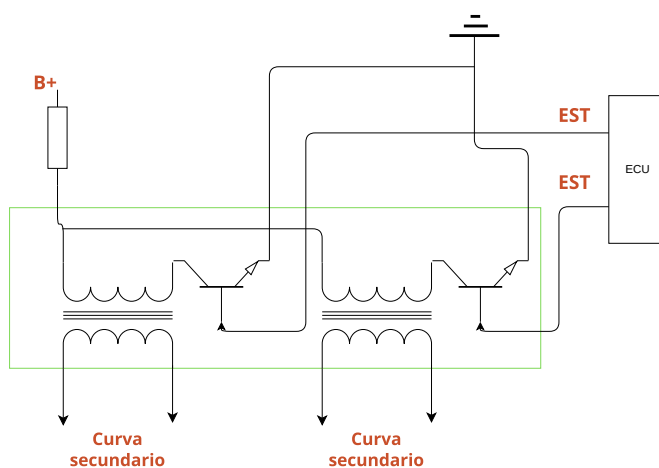 B+
EST
ECU
EST
Curva
secundario
Curva
secundario